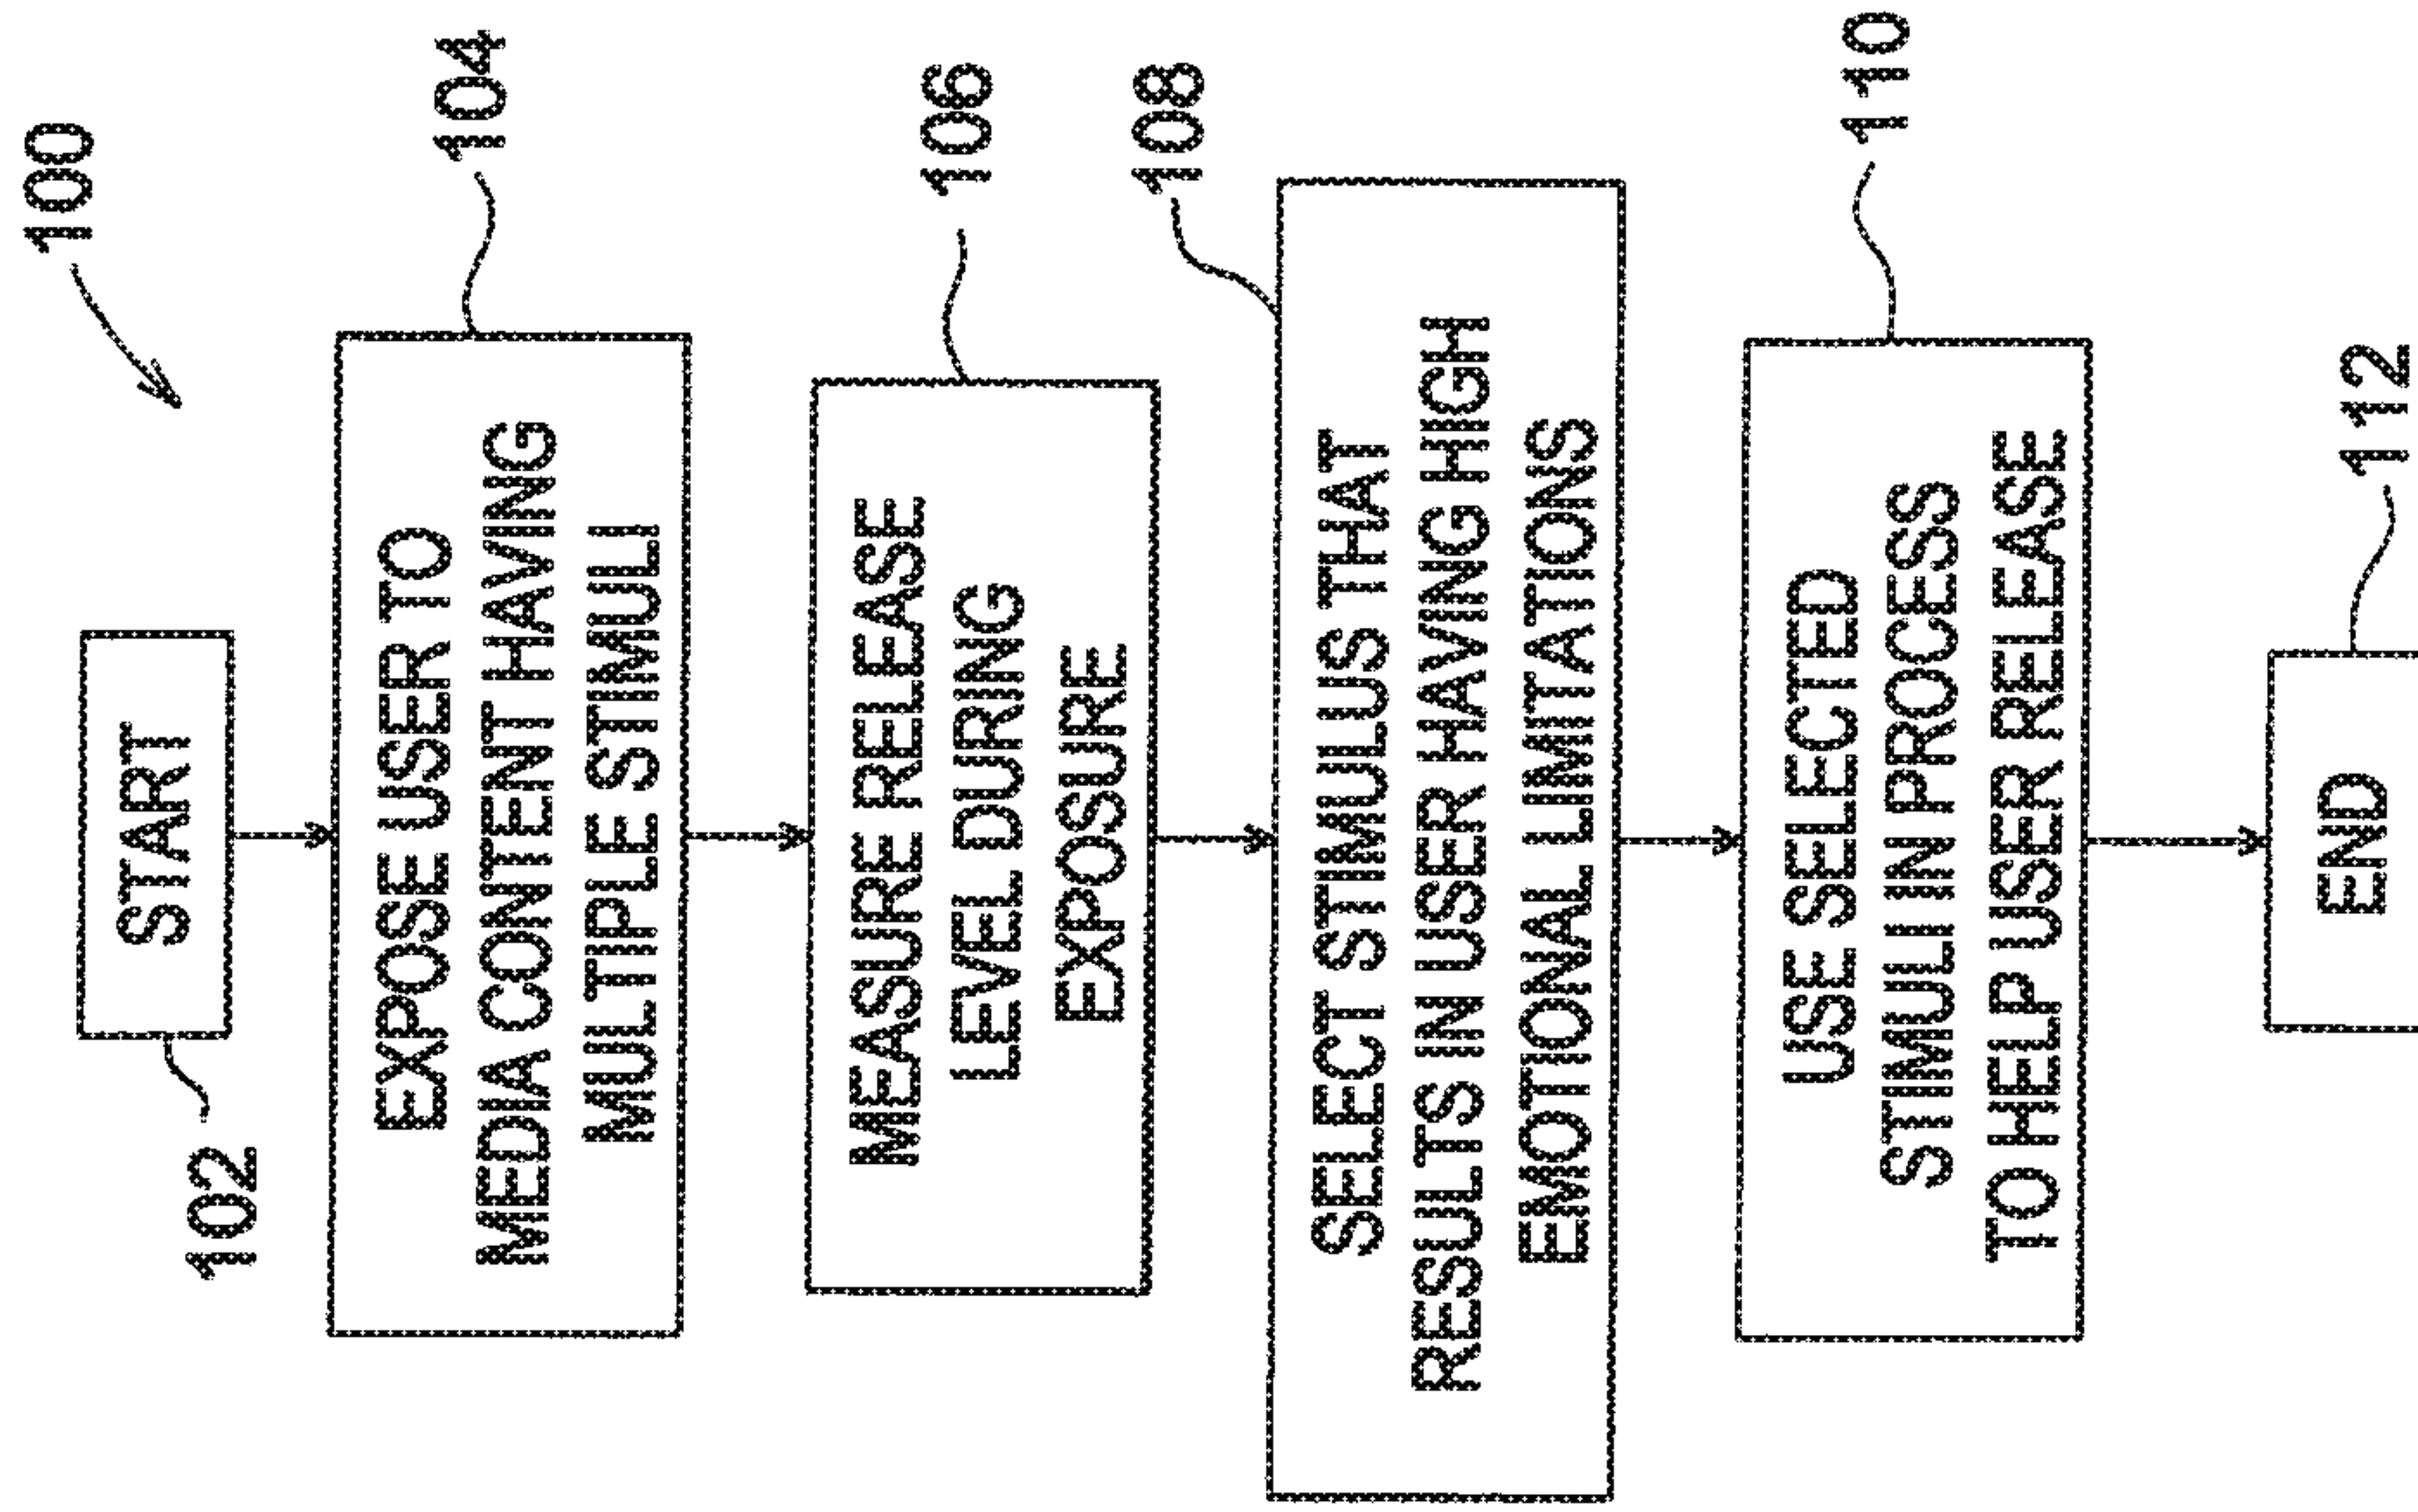 100
START
102
EXPOSE USER TO
MEDIA CONTENT HAVING
MULTIPLE STIMULI
104
MEASURE RELEASE
LEVEL DURING
EXPOSURE
106
SELECT STIMULUS THAT
RESULTS IN USER HAVING HIGH
EMOTIONAL LIMITATIONS
108
USE SELECTED
STIMULI IN PROCESS
TO HELP USER RELEASE
110
END
112